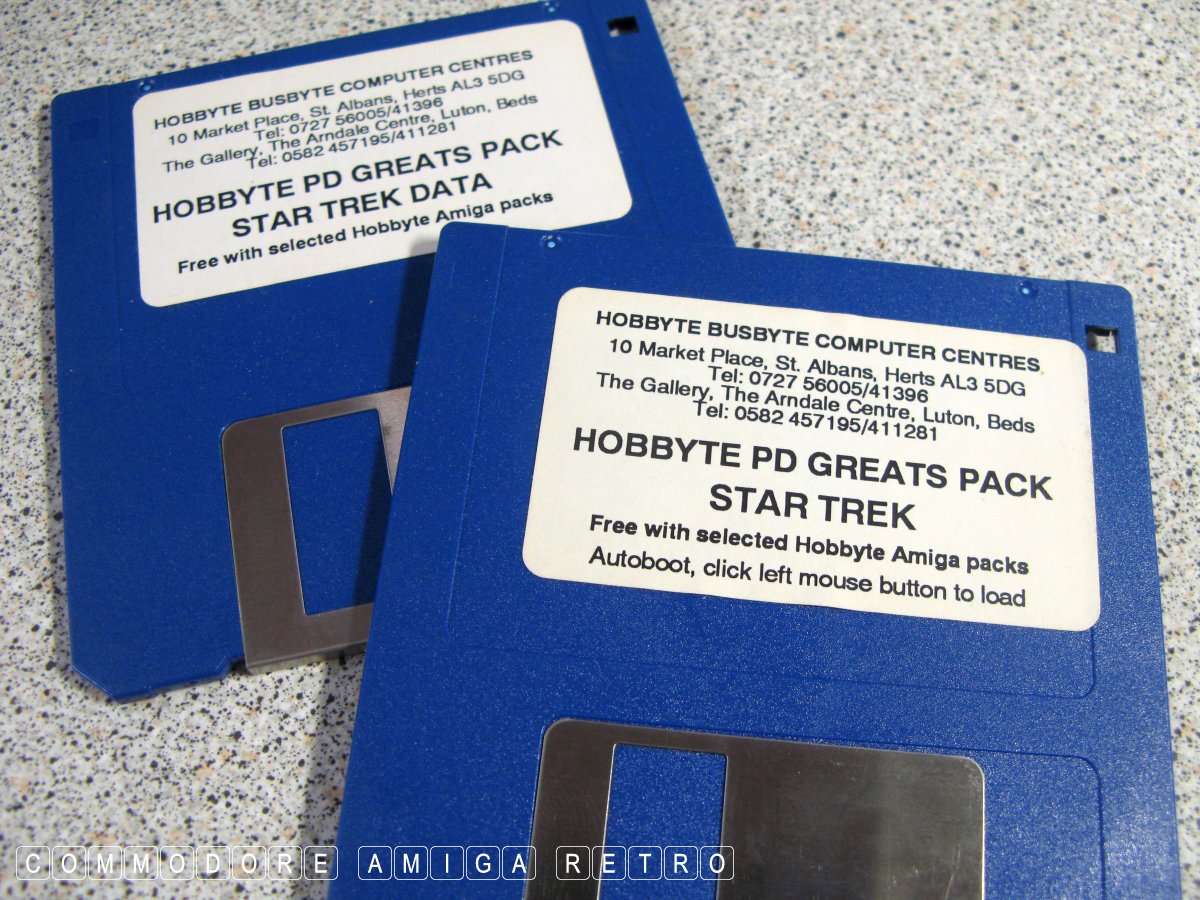 HOBBYTE BUSBYTE COMPUTER CENTRES
10 Market Place, St. Albans, Herts AL3 5DG
Tel: 0727 56005/41396
The Gallery, The Arndale Centre, Luton, Beds
Tel: 0582 457195/411281
HOBBYTE PD GREATS PACK
STAR TREK DATA
Free with selected Hobbyte Amiga packs
HOBBYTE BUSBYTE COMPUTER CENTRES
10 Market Place, St. Albans, Herts AL3 5DG
Tel: 0727 56005/41396
The Gallery, The Arndale Centre, Luton, Beds
Tel: 0582 457195/411281
HOBBYTE PD GREATS PACK
STAR TREK
Free with selected Hobbyte Amiga packs
Autoboot, click left mouse button to load
COMMODORE AMIGA RETRO